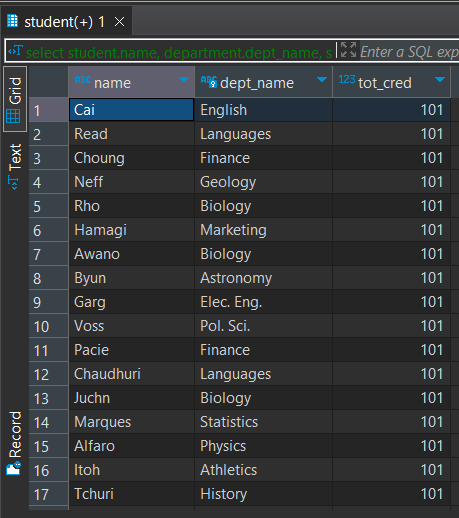 student(+) 1
select student.name, department.dept_name, s
Enter a SQL exp
Grid
Text
Record
name dept_name 123 tot_cred
1 Cai English 101
2 Read Languages 101
3 Choung Finance 101
4 Neff Geology 101
5 Rho Biology 101
6 Hamagi Marketing 101
7 Awano Biology 101
8 Byun Astronomy 101
9 Garg Elec. Eng. 101
10 Voss Pol. Sci. 101
11 Pacie Finance 101
12 Chaudhuri Languages 101
13 Juchn Biology 101
14 Marques Statistics 101
15 Alfaro Physics 101
16 Itoh Athletics 101
17 Tchuri History 101